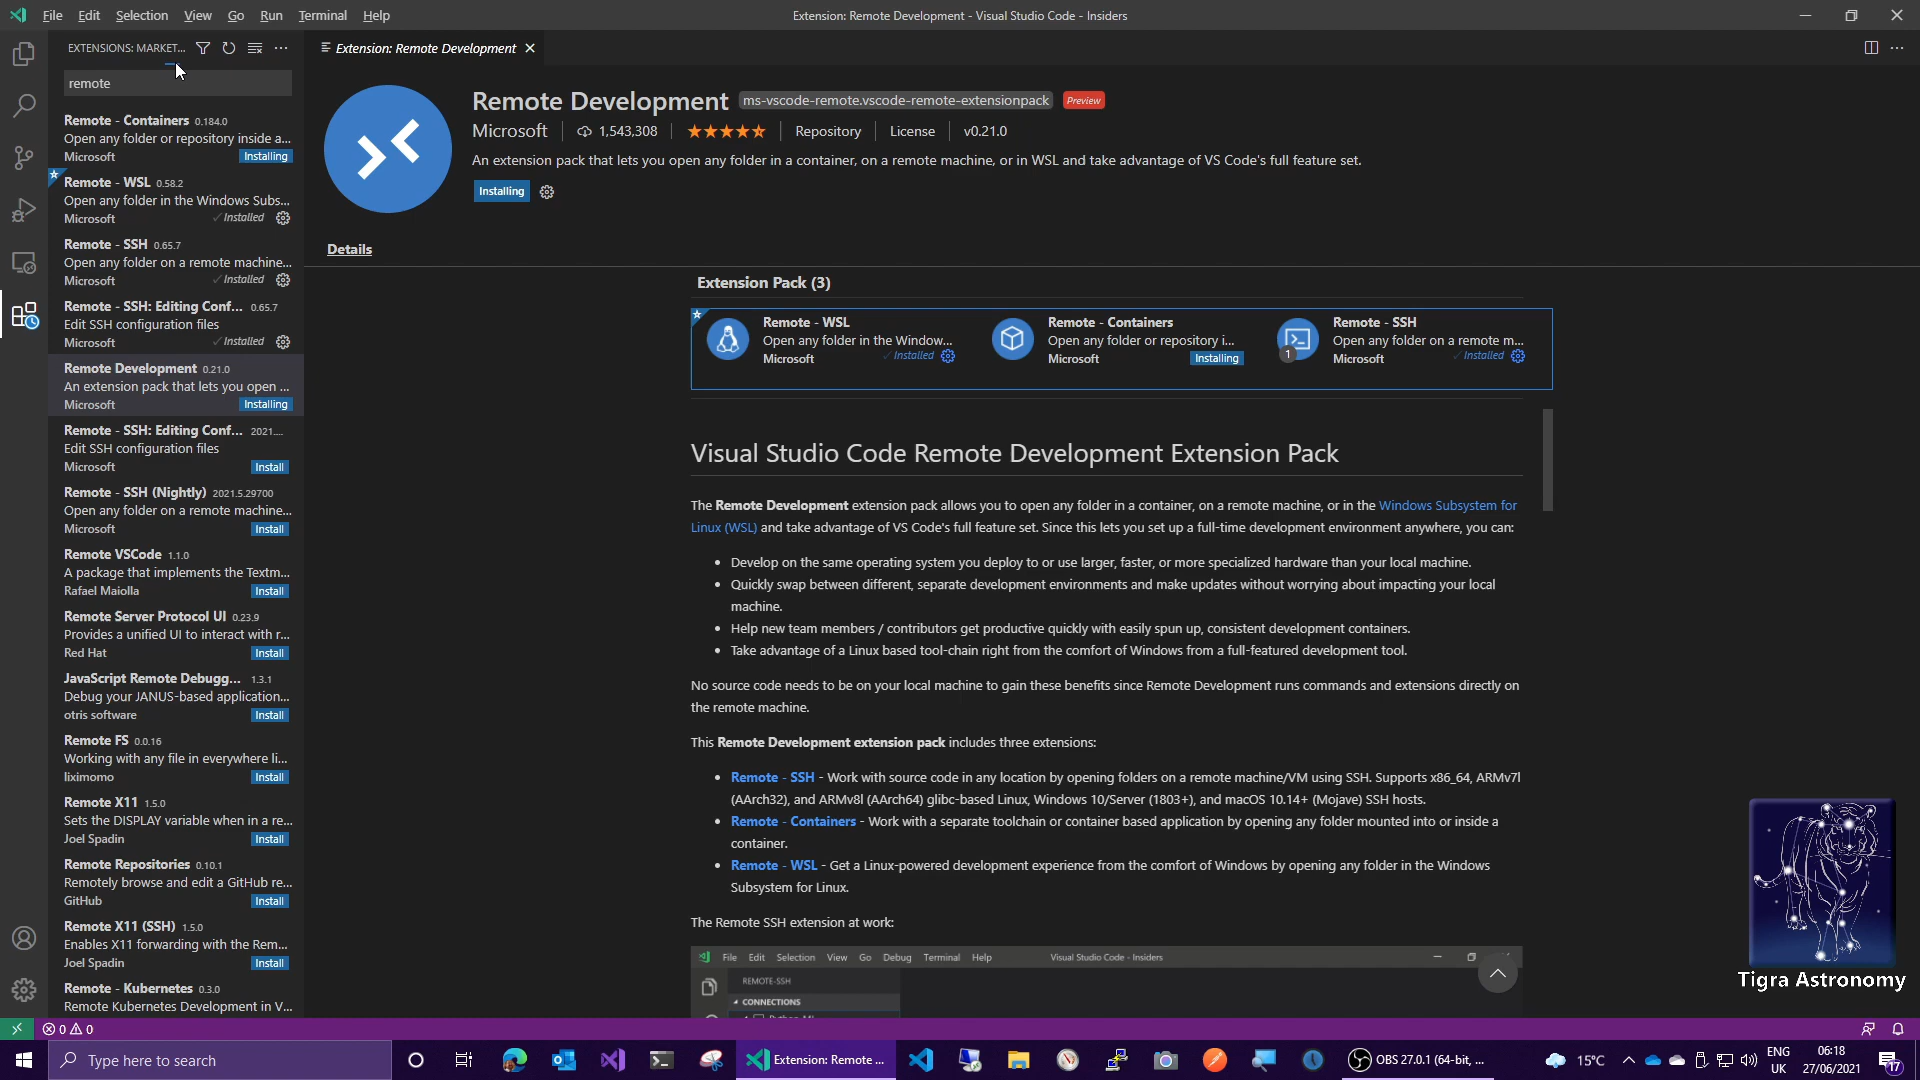 File Edit Selection View Go Run Terminal Help
Extension: Remote Development - Visual Studio Code - Insiders
EXTENSIONS: MARKET...
Extension: Remote Development
remote
Remote - Containers 0.184.0
Open any folder or repository inside a...
Microsoft Installing
Remote - WSL 0.58.2
Open any folder in the Windows Subs...
Microsoft Installed
Remote - SSH 0.65.7
Open any folder on a remote machine...
Microsoft Installed
Remote - SSH: Editing Conf... 0.65.7
Edit SSH configuration files
Microsoft Installed
Remote Development 0.21.0
An extension pack that lets you open ...
Microsoft Installing
Remote - SSH: Editing Conf... 2021....
Edit SSH configuration files
Microsoft Install
Remote - SSH (Nightly) 2021.5.29700
Open any folder on a remote machine...
Microsoft Install
Remote VSCode 1.1.0
A package that implements the Textm...
Rafael Maiolla Install
Remote Server Protocol UI 0.23.9
Provides a unified UI to interact with r...
Red Hat Install
JavaScript Remote Debugg... 1.3.1
Debug your JANUS-based application...
otris software Install
Remote FS 0.0.16
Working with any file in everywhere li...
liximomo Install
Remote X11 1.5.0
Sets the DISPLAY variable when in a re...
Joel Spadin Install
Remote Repositories 0.10.1
Remotely browse and edit a GitHub re...
GitHub Install
Remote X11 (SSH) 1.5.0
Enables X11 forwarding with the Rem...
Joel Spadin Install
Remote - Kubernetes 0.3.0
Remote Kubernetes Development in V...
Remote Development ms-vscode-remote.vscode-remote-extensionpack Preview
Microsoft 1,543,308 Repository License v0.21.0
An extension pack that lets you open any folder in a container, on a remote machine, or in WSL and take advantage of VS Code's full feature set.
Installing
Details
Extension Pack (3)
Remote - WSL
Open any folder in the Window...
Microsoft Installed
Remote - Containers
Open any folder or repository i...
Microsoft Installing
Remote - SSH
Open any folder on a remote m...
1 Microsoft Installed
Visual Studio Code Remote Development Extension Pack
The Remote Development extension pack allows you to open any folder in a container, on a remote machine, or in the Windows Subsystem for
Linux (WSL) and take advantage of VS Code's full feature set. Since this lets you set up a full-time development environment anywhere, you can:
• Develop on the same operating system you deploy to or use larger, faster, or more specialized hardware than your local machine.
• Quickly swap between different, separate development environments and make updates without worrying about impacting your local
machine.
• Help new team members / contributors get productive quickly with easily spun up, consistent development containers.
• Take advantage of a Linux based tool-chain right from the comfort of Windows from a full-featured development tool.
No source code needs to be on your local machine to gain these benefits since Remote Development runs commands and extensions directly on
the remote machine.
This Remote Development extension pack includes three extensions:
• Remote - SSH - Work with source code in any location by opening folders on a remote machine/VM using SSH. Supports x86_64, ARMv7l
(AArch32), and ARMv8l (AArch64) glibc-based Linux, Windows 10/Server (1803+), and macOS 10.14+ (Mojave) SSH hosts.
• Remote - Containers - Work with a separate toolchain or container based application by opening any folder mounted into or inside a
container.
• Remote - WSL - Get a Linux-powered development experience from the comfort of Windows by opening any folder in the Windows
Subsystem for Linux.
The Remote SSH extension at work:
File Edit Selection View Go Debug Terminal Help Visual Studio Code - Insiders
REMOTE-SSH
CONNECTIONS
Tigra Astronomy
0 0
Type here to search
Extension: Remote ...
OBS 27.0.1 (64-bit, ...
15°C
ENG
UK
06:18
27/06/2021
17